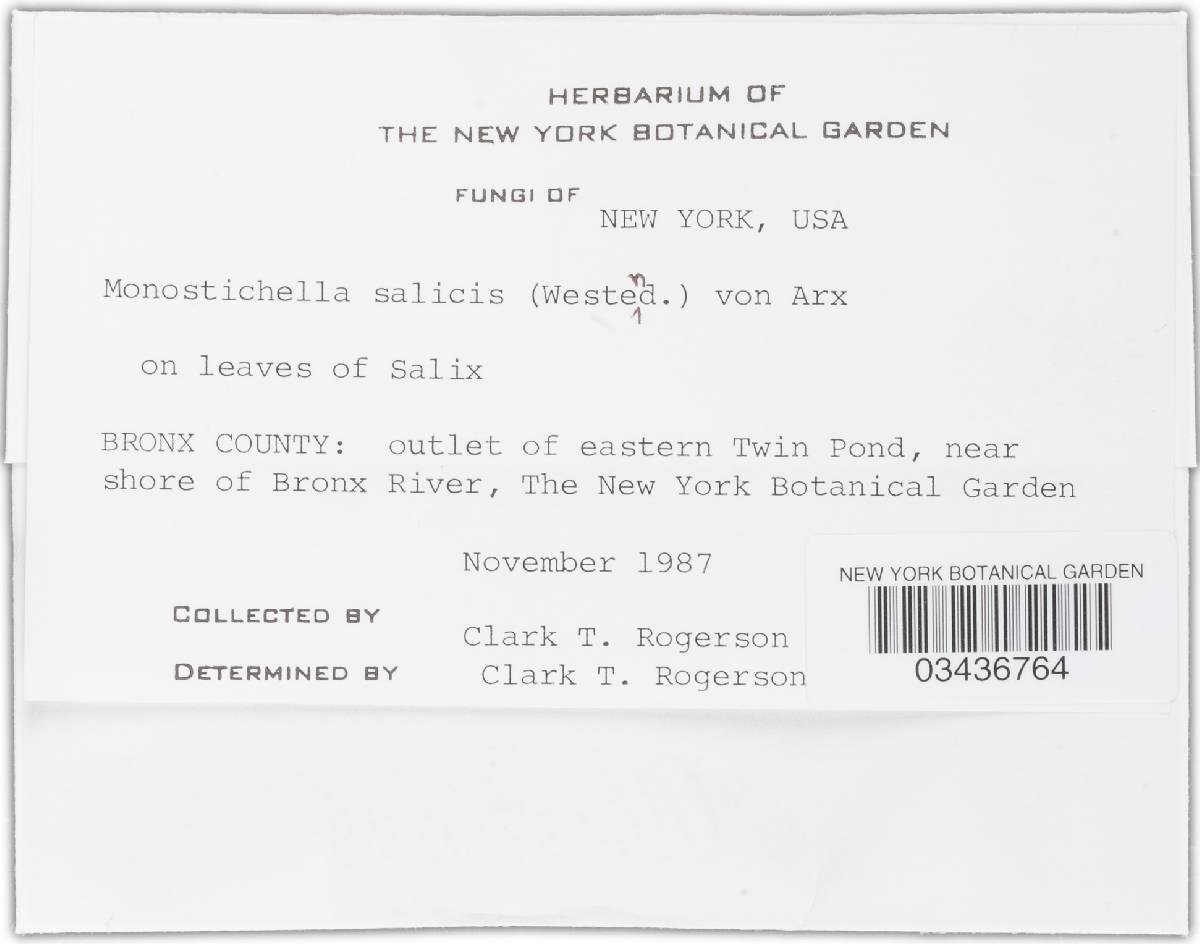 HERBARIUM OF
THE NEW YORK BOTANICAL GARDEN
FUNGI OF
NEW YORK, USA
Monostichella salicis (Westend.) von Arx
on leaves of Salix
BRONX COUNTY: outlet of eastern Twin Pond, near
shore of Bronx River, The New York Botanical Garden
November 1987
COLLECTED BY
Clark T. Rogerson
DETERMINED BY
Clark T. Rogerson
NEW YORK BOTANICAL GARDEN
03436764